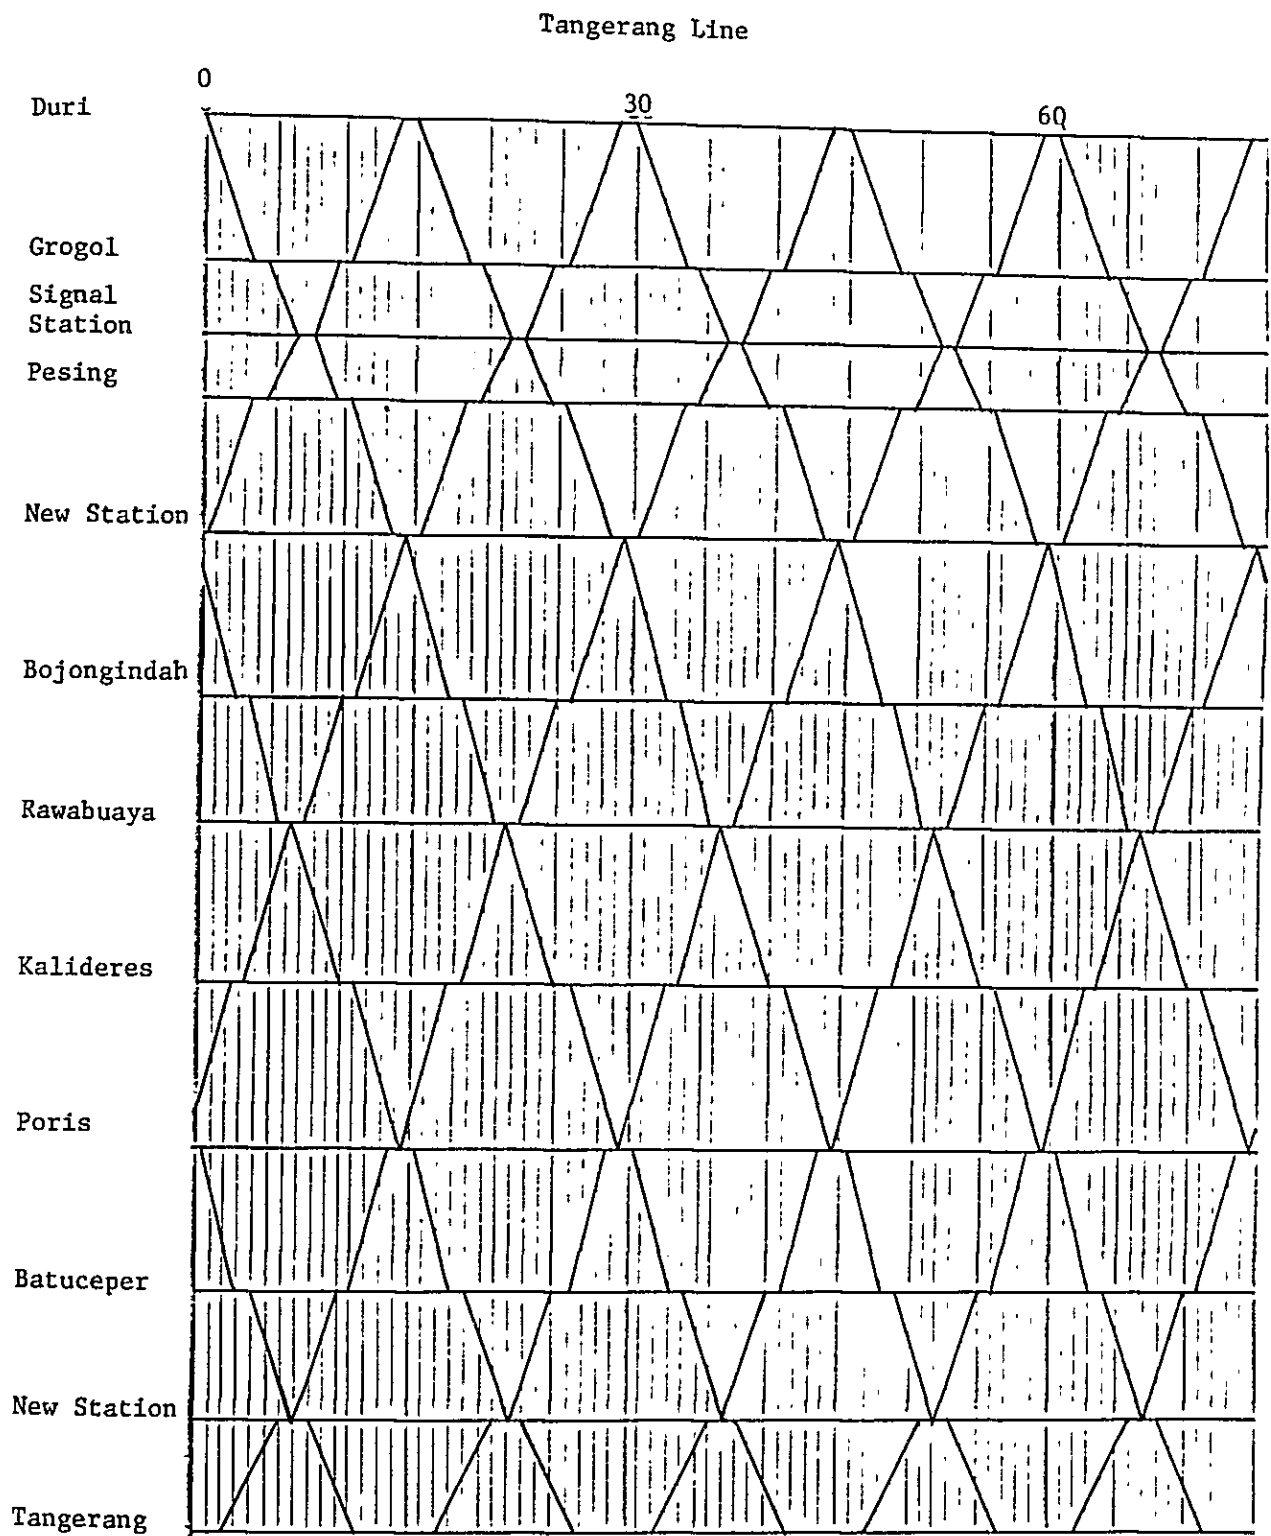 Tangerang Line
0
30
60
Duri
Grogol
Signal
Station
Pesing
New Station
Bojongindah
Rawabuaya
Kalideres
Poris
Batuceper
New Station
Tangerang